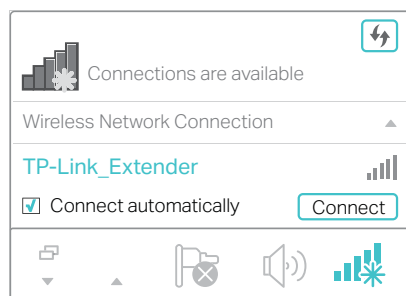 Connections are available
Wireless Network Connection
TP-Link_Extender
Connect automatically
Connect